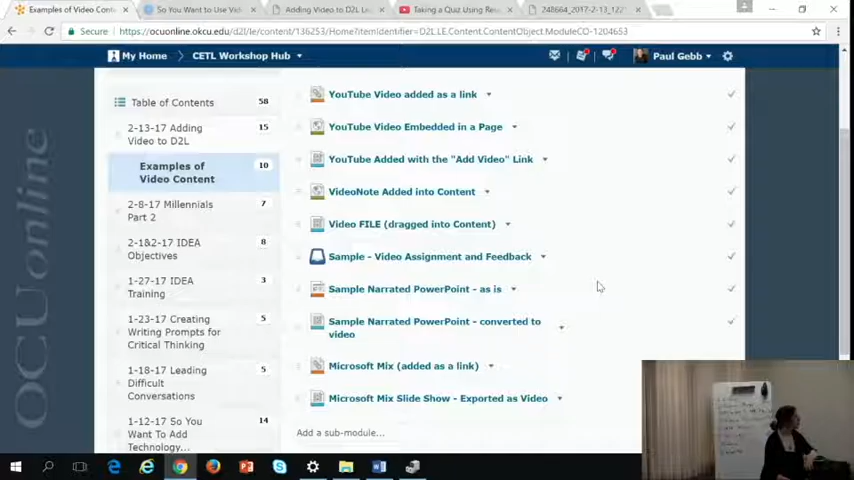 Examples of Video Cont
So You Want to Use Vid
Adding Video to D2L Le
Taking a Quiz Using Res
248664_2017-2-13_12?
Secure https://ocuonline.okcu.edu/d2l/le/content/136253/Home?itemIdentifier=D2L.LE.Content.ContentObject.ModuleCO-1204653
My Home
CETL Workshop Hub
Paul Gebb
OCUonline
Table of Contents 58
2-13-17 Adding 15
Video to D2L
Examples of 10
Video Content
2-8-17 Millennials 7
Part 2
2-1&2-17 IDEA 8
Objectives
1-27-17 IDEA 3
Training
1-23-17 Creating 5
Writing Prompts for
Critical Thinking
1-18-17 Leading 5
Difficult
Conversations
1-12-17 So You 14
Want To Add
Technology...
YouTube Video added as a link
YouTube Video Embedded in a Page
YouTube Added with the "Add Video" Link
VideoNote Added into Content
Video FILE (dragged into Content)
Sample - Video Assignment and Feedback
Sample Narrated PowerPoint - as is
Sample Narrated PowerPoint - converted to
video
Microsoft Mix (added as a link)
Microsoft Mix Slide Show - Exported as Video
Add a sub-module...